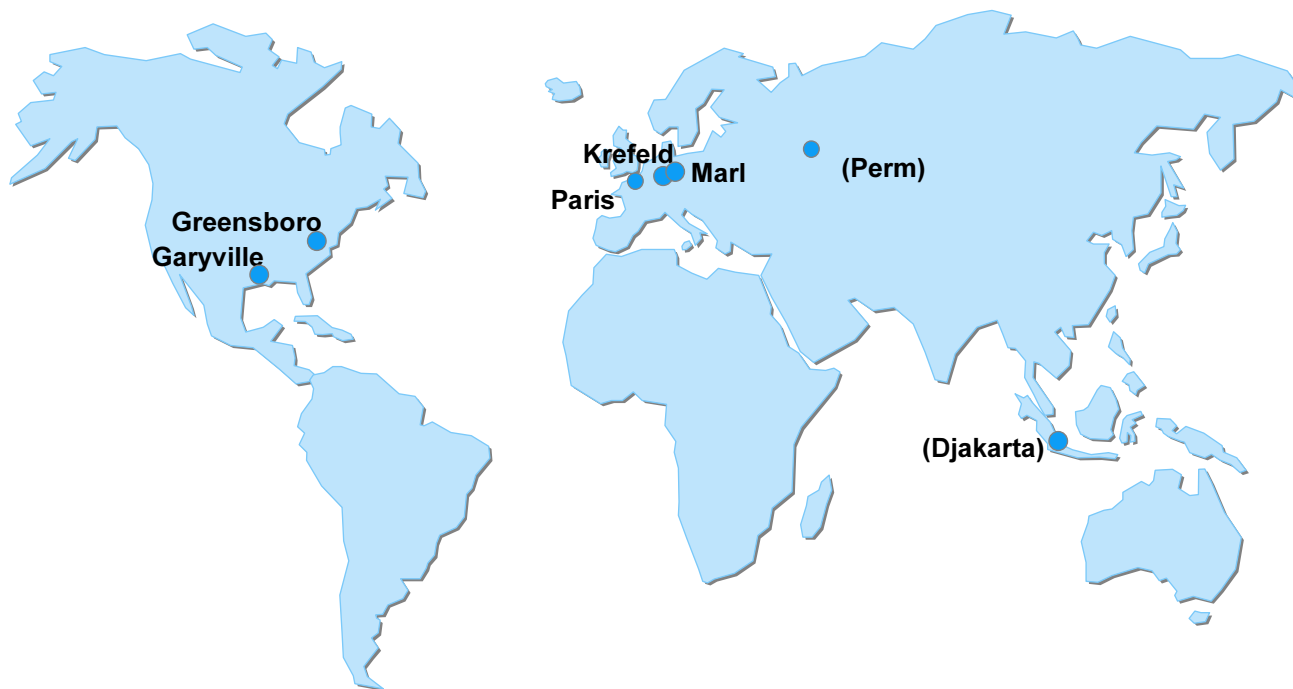 Krefeld
Marl
(Perm)
Paris
Greensboro
Garyville
(Djakarta)